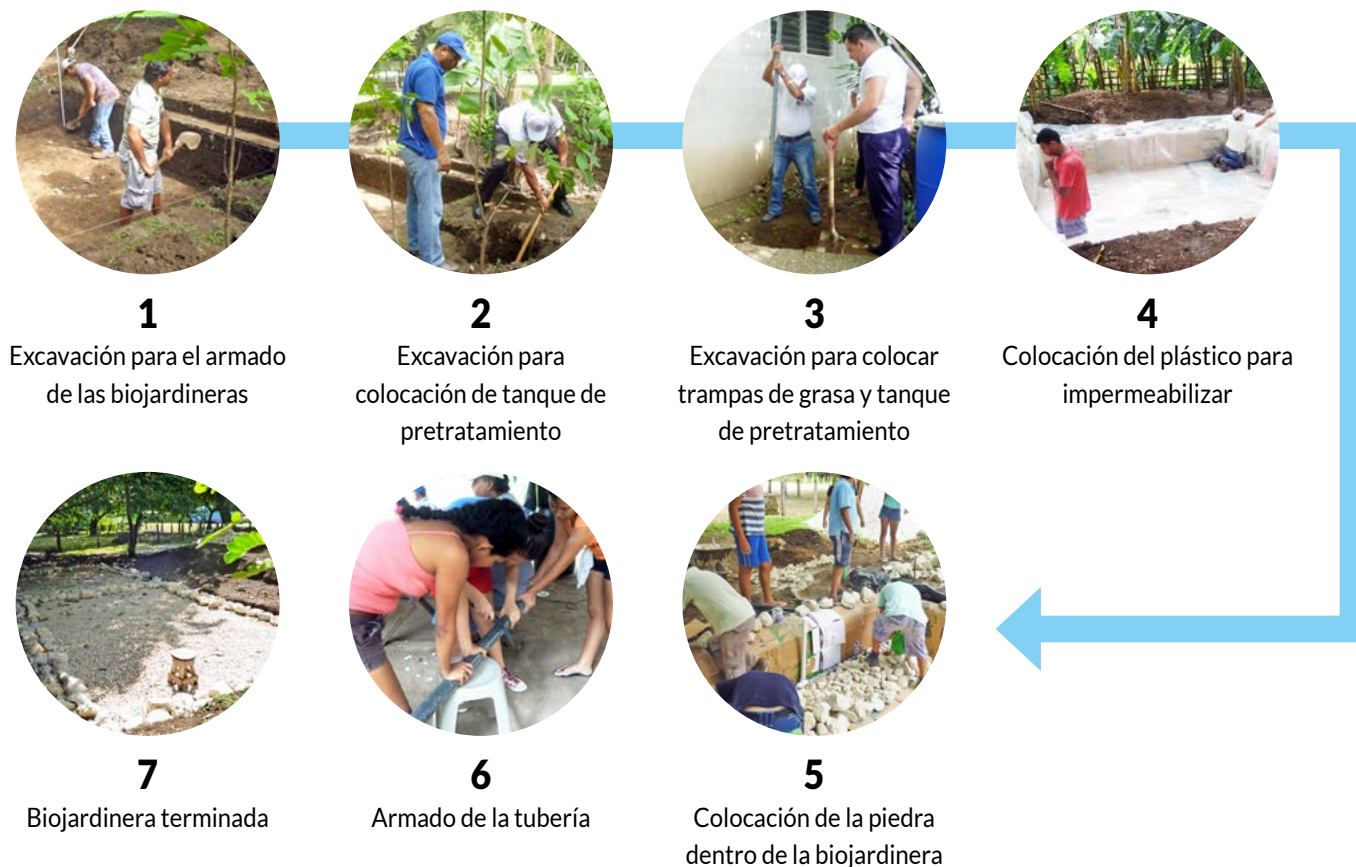 1
Excavación para el armado
de las biojardineras
2
Excavación para
colocación de tanque de
pretratamiento
3
Excavación para colocar
trampas de grasa y tanque
de pretratamiento
4
Colocación del plástico para
impermeabilizar
5
Colocación de la piedra
dentro de la biojardinera
6
Armado de la tubería
7
Biojardinera terminada